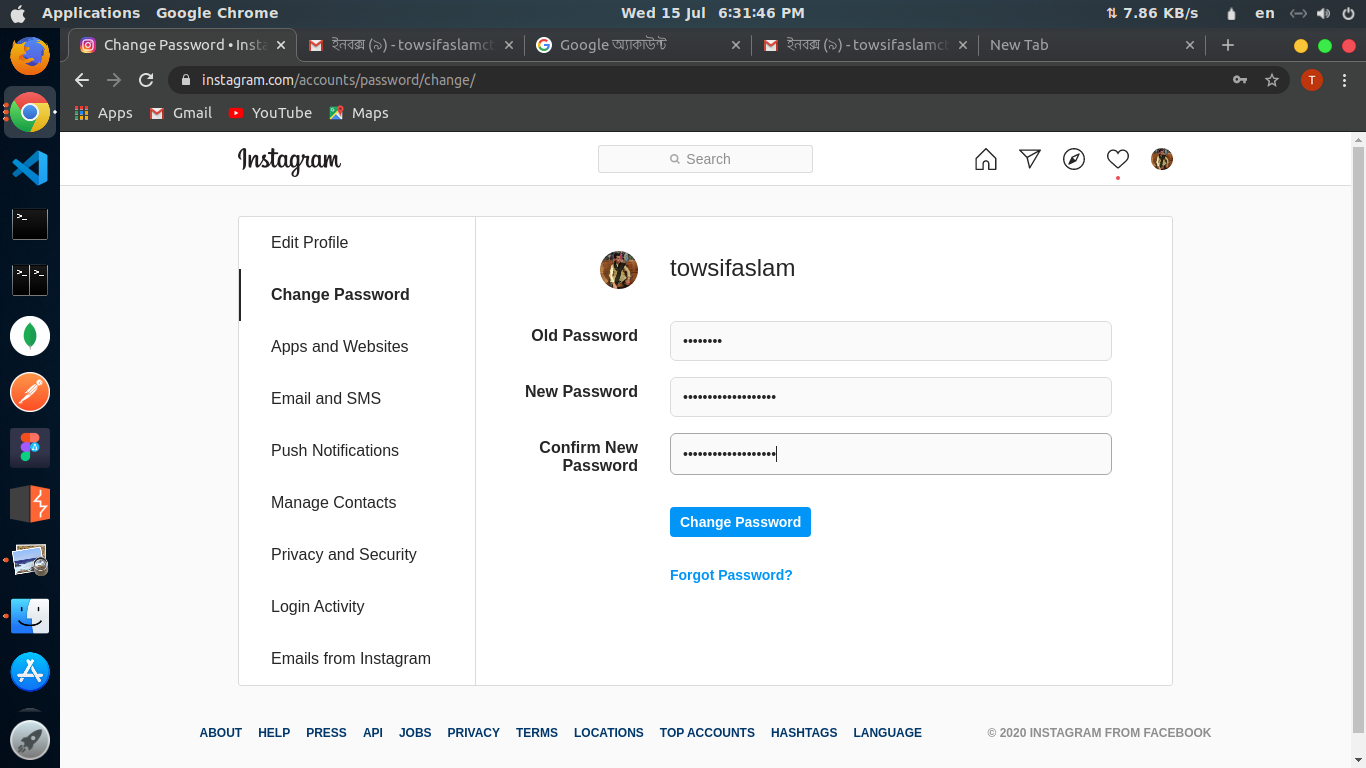 Applications Google Chrome Wed 15 Jul 6:31:46 PM 7.86 KB/s en
Change Password • Insta ইনবক্স (৯) - towsifaslamct Google অ্যাকাউন্ট ইনবক্স (৯) - towsifaslamct New Tab
instagram.com/accounts/password/change/ T
Apps Gmail YouTube Maps
Instagram Search
Edit Profile
Change Password
Apps and Websites
Email and SMS
Push Notifications
Manage Contacts
Privacy and Security
Login Activity
Emails from Instagram
towsifaslam
Old Password ••••••••
New Password •••••••••••••••••••
Confirm New
Password •••••••••••••••••••
Change Password
Forgot Password?
ABOUT HELP PRESS API JOBS PRIVACY TERMS LOCATIONS TOP ACCOUNTS HASHTAGS LANGUAGE © 2020 INSTAGRAM FROM FACEBOOK